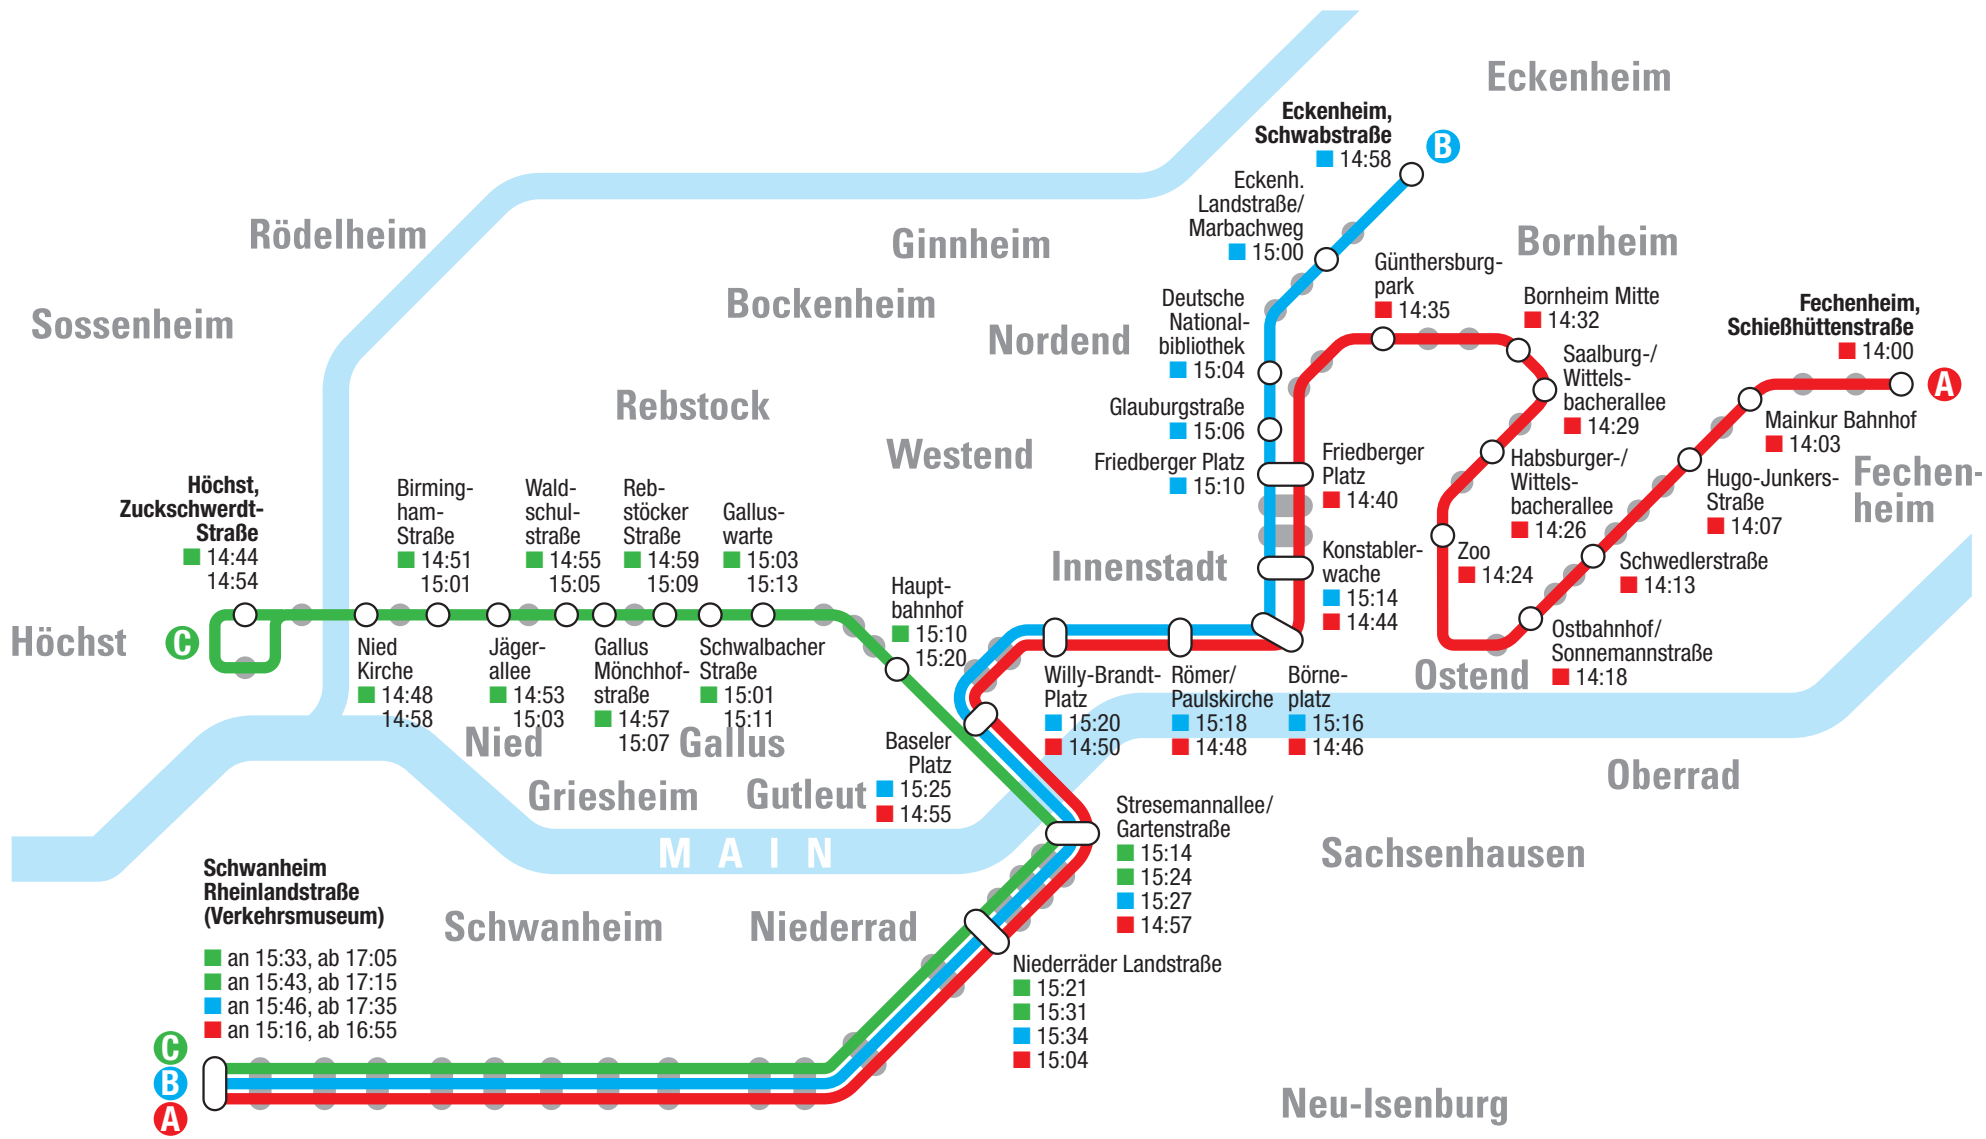 Eckenheim
Eckenheim,
Schwabstraße
14:58
B
Eckenh.
Landstraße/
Marbachweg
15:00
Rödelheim
Ginnheim
Bornheim
Günthersburg-
park
14:35
Bockenheim
Deutsche
National-
bibliothek
15:04
Bornheim Mitte
14:32
Fechenheim,
Schießhüttenstraße
14:00
A
Sossenheim
Nordend
Saalburg-/
Wittels-
bacherallee
14:29
Rebstock
Glauburgstraße
15:06
Mainkur Bahnhof
14:03
Westend
Friedberger Platz
15:10
Friedberger
Platz
14:40
Habsburger-/
Wittels-
bacherallee
14:26
Hugo-Junkers-
Straße
14:07
Fechen-
heim
Höchst,
Zuckschwerdt-
Straße
14:44
14:54
Birming-
ham-
Straße
14:51
15:01
Wald-
schul-
straße
14:55
15:05
Reb-
stöcker
Straße
14:59
15:09
Gallus-
warte
15:03
15:13
Innenstadt
Konstabler-
wache
15:14
14:44
Zoo
14:24
Schwedlerstraße
14:13
Haupt-
bahnhof
15:10
15:20
Höchst
C
Nied
Kirche
14:48
14:58
Jäger-
allee
14:53
15:03
Gallus
Mönchhof-
straße
14:57
15:07
Schwalbacher
Straße
15:01
15:11
Willy-Brandt-
Platz
15:20
14:50
Römer/
Paulskirche
15:18
14:48
Börne-
platz
15:16
14:46
Ostend
Ostbahnhof/
Sonnemannstraße
14:18
Nied
Gallus
Baseler
Platz
15:25
14:55
Griesheim
Gutleut
Oberrad
MAIN
Stresemannallee/
Gartenstraße
15:14
15:24
15:27
14:57
Sachsenhausen
Schwanheim
Rheinlandstraße
(Verkehrsmuseum)
an 15:33, ab 17:05
an 15:43, ab 17:15
an 15:46, ab 17:35
an 15:16, ab 16:55
Schwanheim
Niederrad
Niederräder Landstraße
15:21
15:31
15:34
15:04
C
B
A
Neu-Isenburg